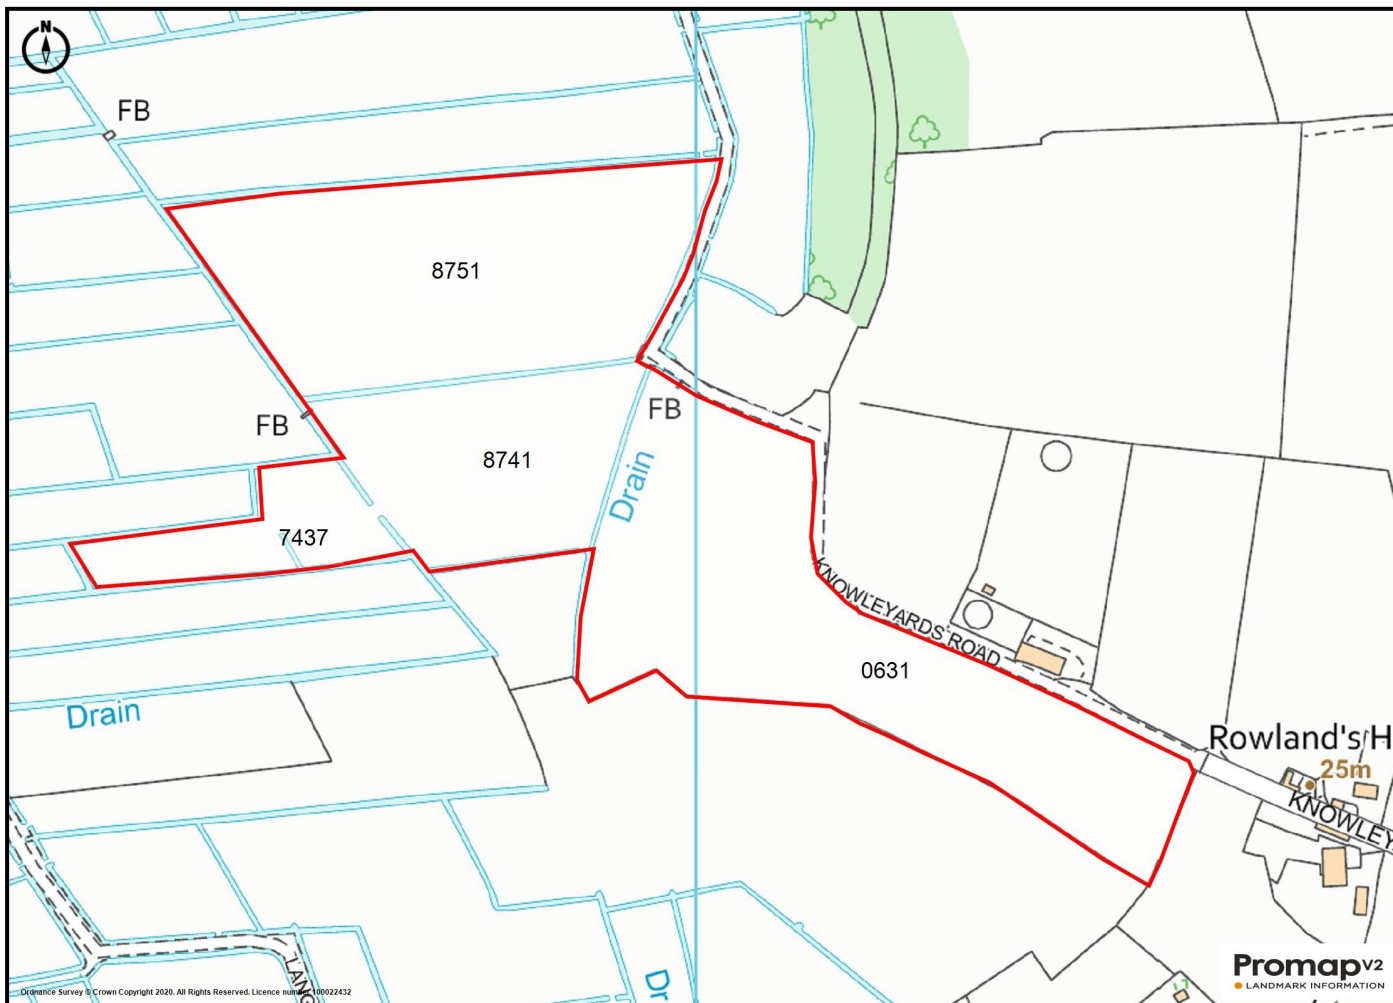 N
FB
8751
FB
FB
8741
Drain
7437
KNOWLEYARDS ROAD
0631
Drain
Rowland's H
25m
KNOWLEY
LANG
Dr
Promap V2
LANDMARK INFORMATION
Ordnance Survey © Crown Copyright 2020. All Rights Reserved. Licence number 100022432